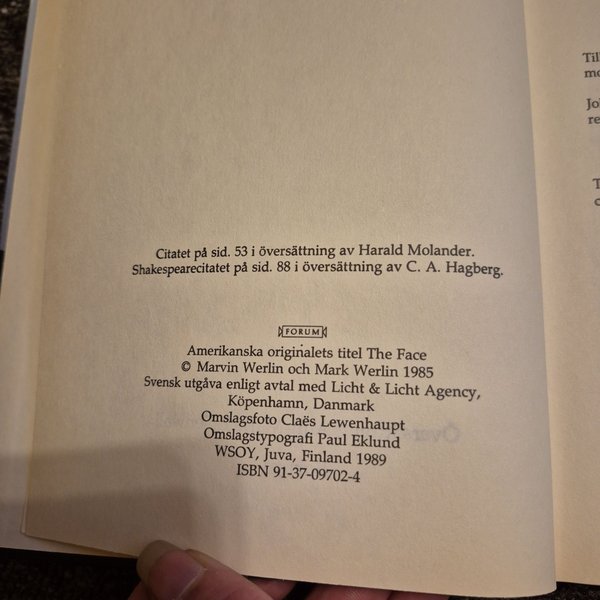 Citatet på sid. 53 i översättning av Harald Molander.
Shakespearecitatet på sid. 88 i översättning av C. A. Hagberg.
FORUM
Amerikanska originalets titel The Face
© Marvin Werlin och Mark Werlin 1985
Svensk utgåva enligt avtal med Licht & Licht Agency,
Köpenhamn, Danmark
Omslagsfoto Claës Lewenhaupt
Omslagstypografi Paul Eklund
WSOY, Juva, Finland 1989
ISBN 91-37-09702-4